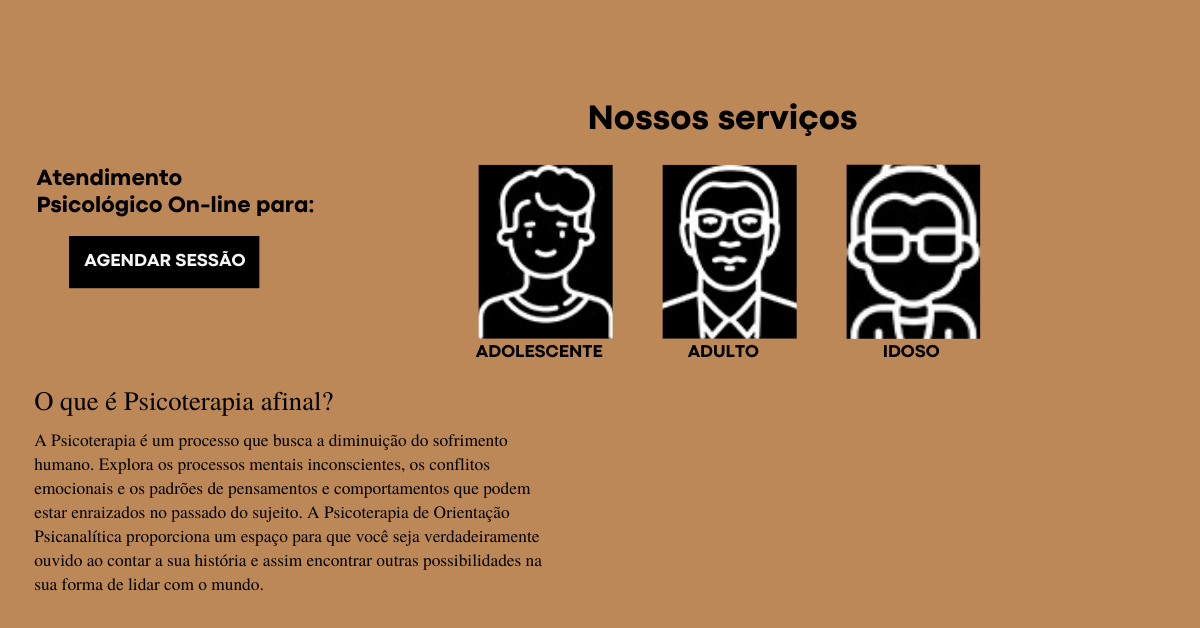 Nossos serviços
Atendimento
Psicológico On-line para:
AGENDAR SESSÃO
ADOLESCENTE
ADULTO
IDOSO
O que é Psicoterapia afinal?
A Psicoterapia é um processo que busca a diminuição do sofrimento
humano. Explora os processos mentais inconscientes, os conflitos
emocionais e os padrões de pensamentos e comportamentos que podem
estar enraizados no passado do sujeito. A Psicoterapia de Orientação
Psicanalítica proporciona um espaço para que você seja verdadeiramente
ouvido ao contar a sua história e assim encontrar outras possibilidades na
sua forma de lidar com o mundo.